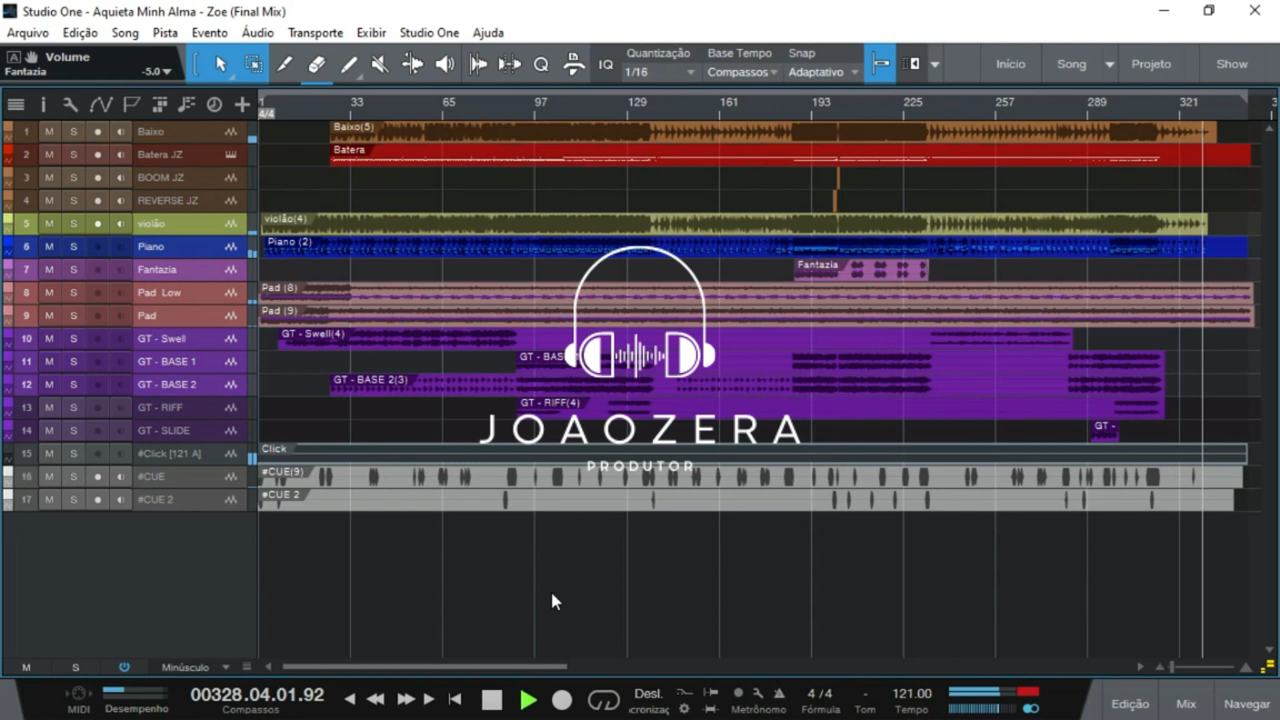 Studio One - Aquieta Minh Alma - Zoe (Final Mix)
Arquivo Edição Song Pista Evento Áudio Transporte Exibir Studio One Ajuda
A Volume
Fantazia -5.0
IQ
Quantização Base Tempo Snap
1/16 Compassos Adaptativo
Início Song Projeto Show
1 33 65 97 129 161 193 225 257 289 321
4/4
1 M S Baixo
Baixo(5)
2 M S Batera JZ
Batera
3 M S BOOM JZ
4 M S REVERSE JZ
5 M S violão
violão(4)
6 M S Piano
Piano (2)
7 M S Fantazia
Fantazia
8 M S Pad Low
Pad (8)
9 M S Pad
Pad (9)
10 M S GT - Swell
GT - Swell(4)
11 M S GT - BASE 1
12 M S GT - BASE 2
GT - BASE 2(3)
13 M S GT - RIFF
GT - RIFF(4)
14 M S GT - SLIDE
GT -
JOAOZERA
PRODUTOR
15 M S #Click [121 A]
Click
16 M S #CUE
#CUE(9)
17 M S #CUE 2
#CUE 2
M S Minúsculo
MIDI Desempenho
00328.04.01.92
Compassos
Desl.
Metrônomo
4 / 4
Fórmula
-
Tom
121.00
Tempo
Edição Mix Navegar